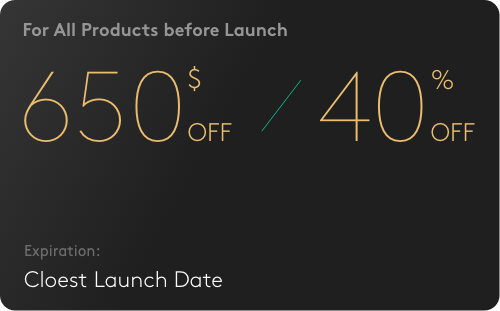 For All Products before Launch
650$ OFF / 40% OFF
Expiration:
Cloest Launch Date